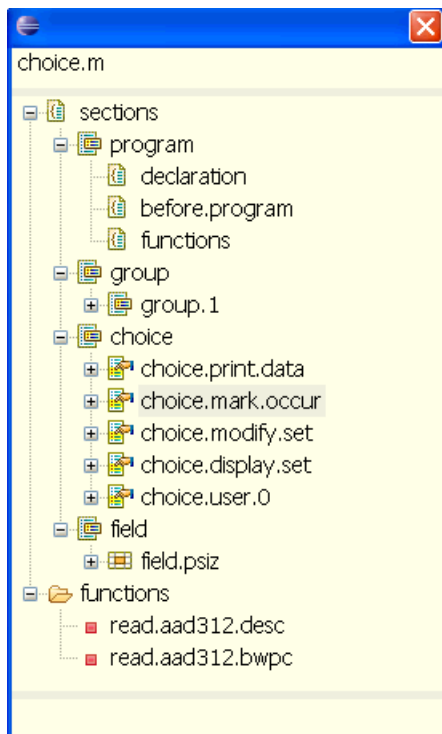 choice.m
sections
program
declaration
before.program
functions
group
group.1
choice
choice.print.data
choice.mark.occur
choice.modify.set
choice.display.set
choice.user.0
field
field.psiz
functions
read.aad312.desc
read.aad312.bwpc